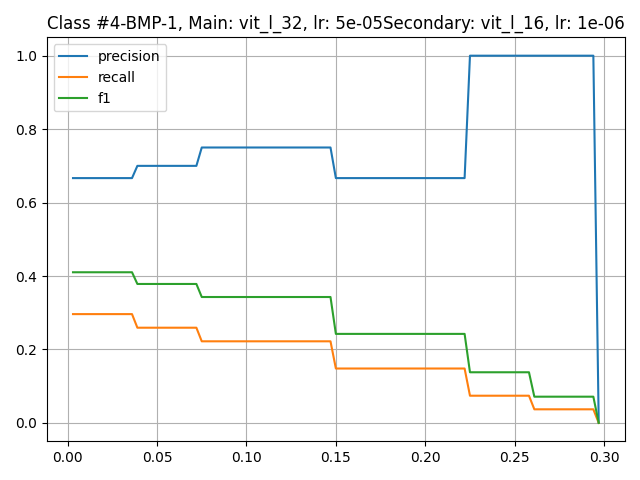 Class #4-BMP-1, Main: vit_l_32, lr: 5e-05Secondary: vit_l_16, lr: 1e-06
precision
recall
f1
1.0
0.8
0.6
0.4
0.2
0.0
0.00 0.05 0.10 0.15 0.20 0.25 0.30